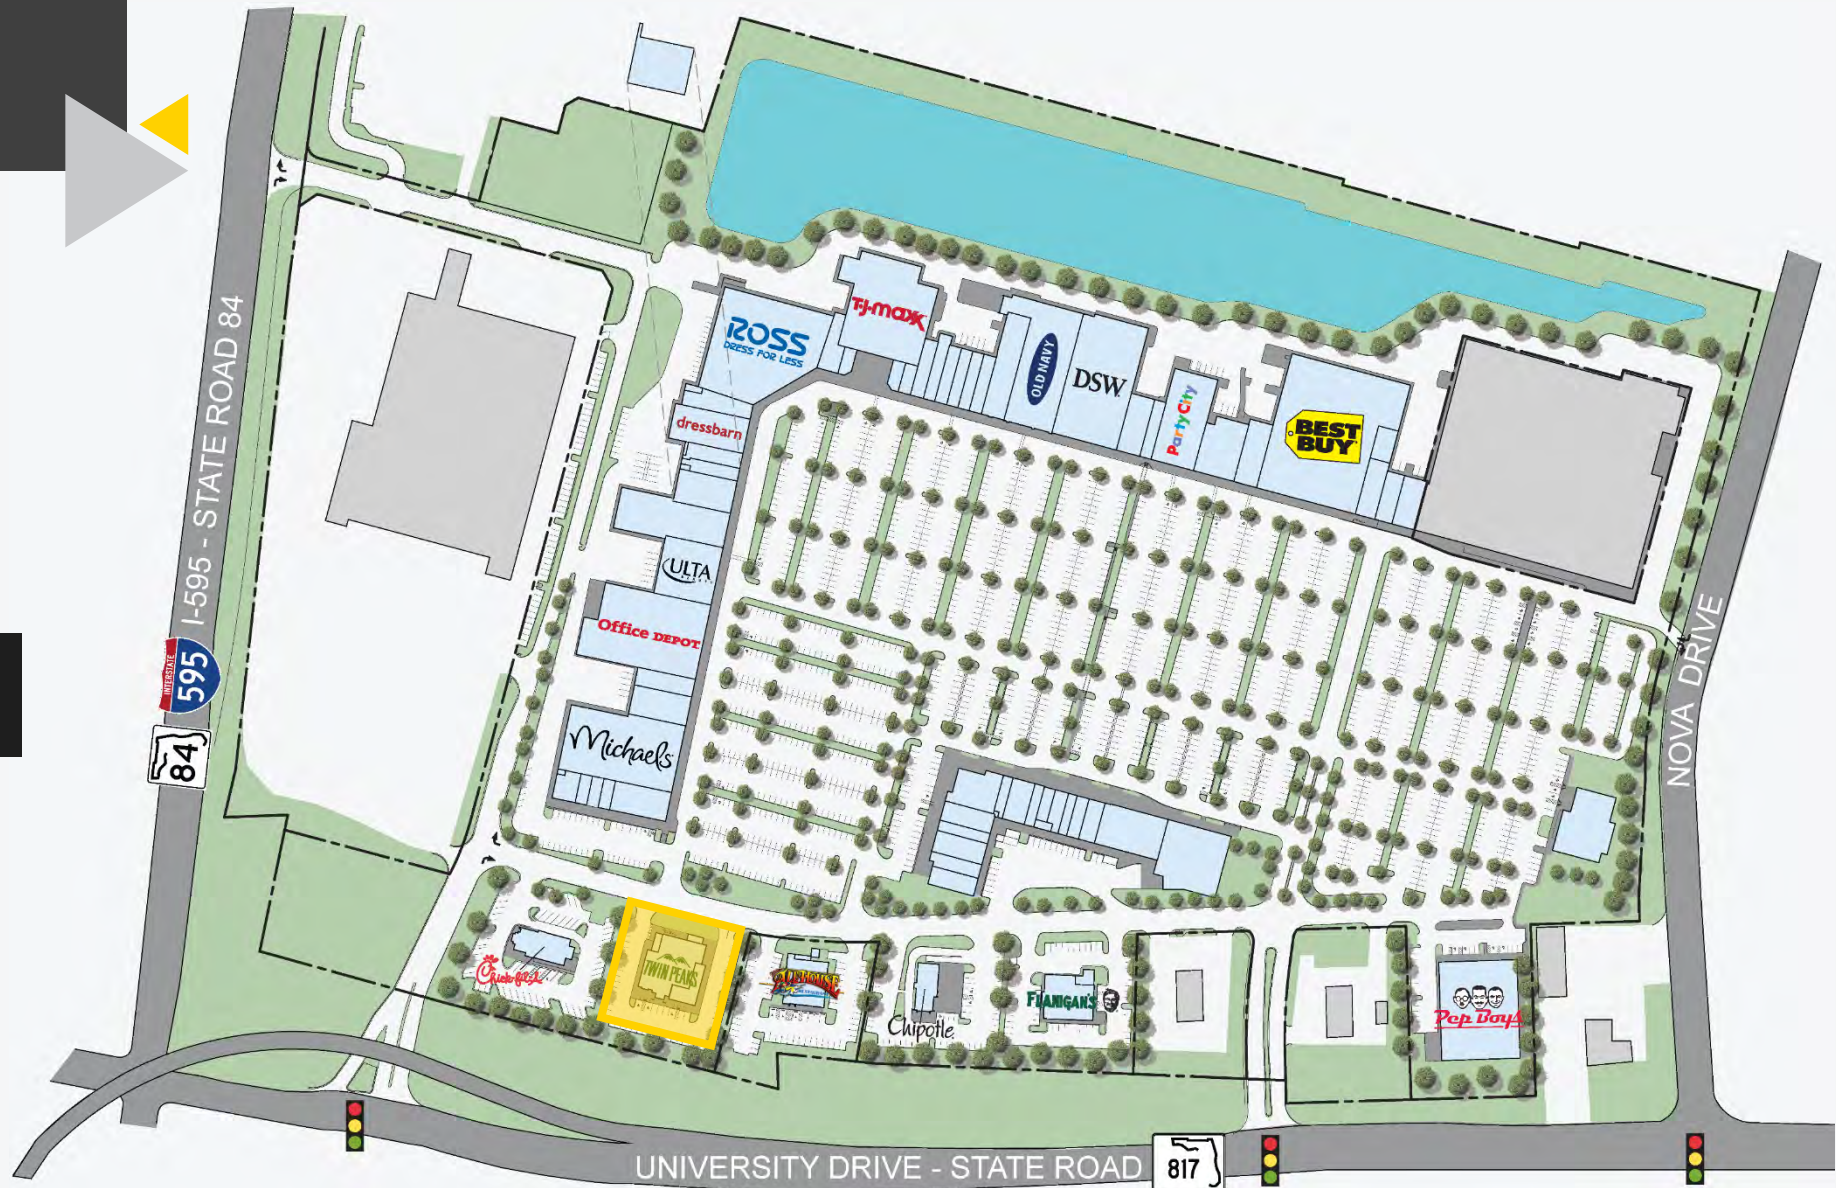 I-595 - STATE ROAD 84
INTERSTATE
595
84
ROSS
DRESS FOR LESS
T.J.maxx
OLD NAVY
DSW
Party City
BEST
BUY
dressbarn
ULTA
Office DEPOT
Michaels
NOVA DRIVE
Chick-fil-A
TWIN PEAKS
Chipotle
FLANIGAN'S
Pep Boys
UNIVERSITY DRIVE - STATE ROAD
817